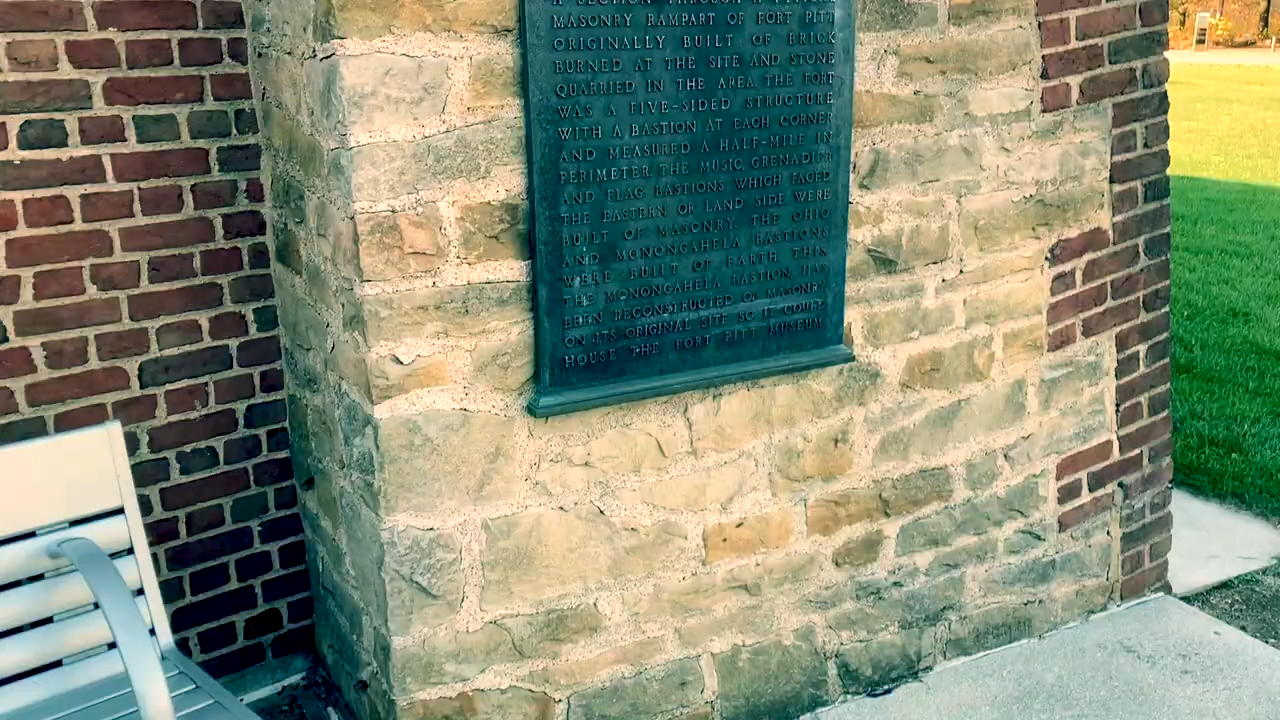 A SECTION THROUGH A TYPICAL
MASONRY RAMPART OF FORT PITT
ORIGINALLY BUILT OF BRICK
BURNED AT THE SITE AND STONE
QUARRIED IN THE AREA. THE FORT
WAS A FIVE-SIDED STRUCTURE
WITH A BASTION AT EACH CORNER
AND MEASURED A HALF-MILE IN
PERIMETER. THE MUSIC, GRENADIER
AND FLAG BASTIONS WHICH FACED
THE EASTERN OR LAND SIDE WERE
BUILT OF MASONRY. THE OHIO
AND MONONGAHELA BASTIONS
WERE BUILT OF EARTH. THIS
THE MONONGAHELA BASTION, HAS
BEEN RECONSTRUCTED OF MASONRY
ON ITS ORIGINAL SITE SO IT COULD
HOUSE THE FORT PITT MUSEUM.